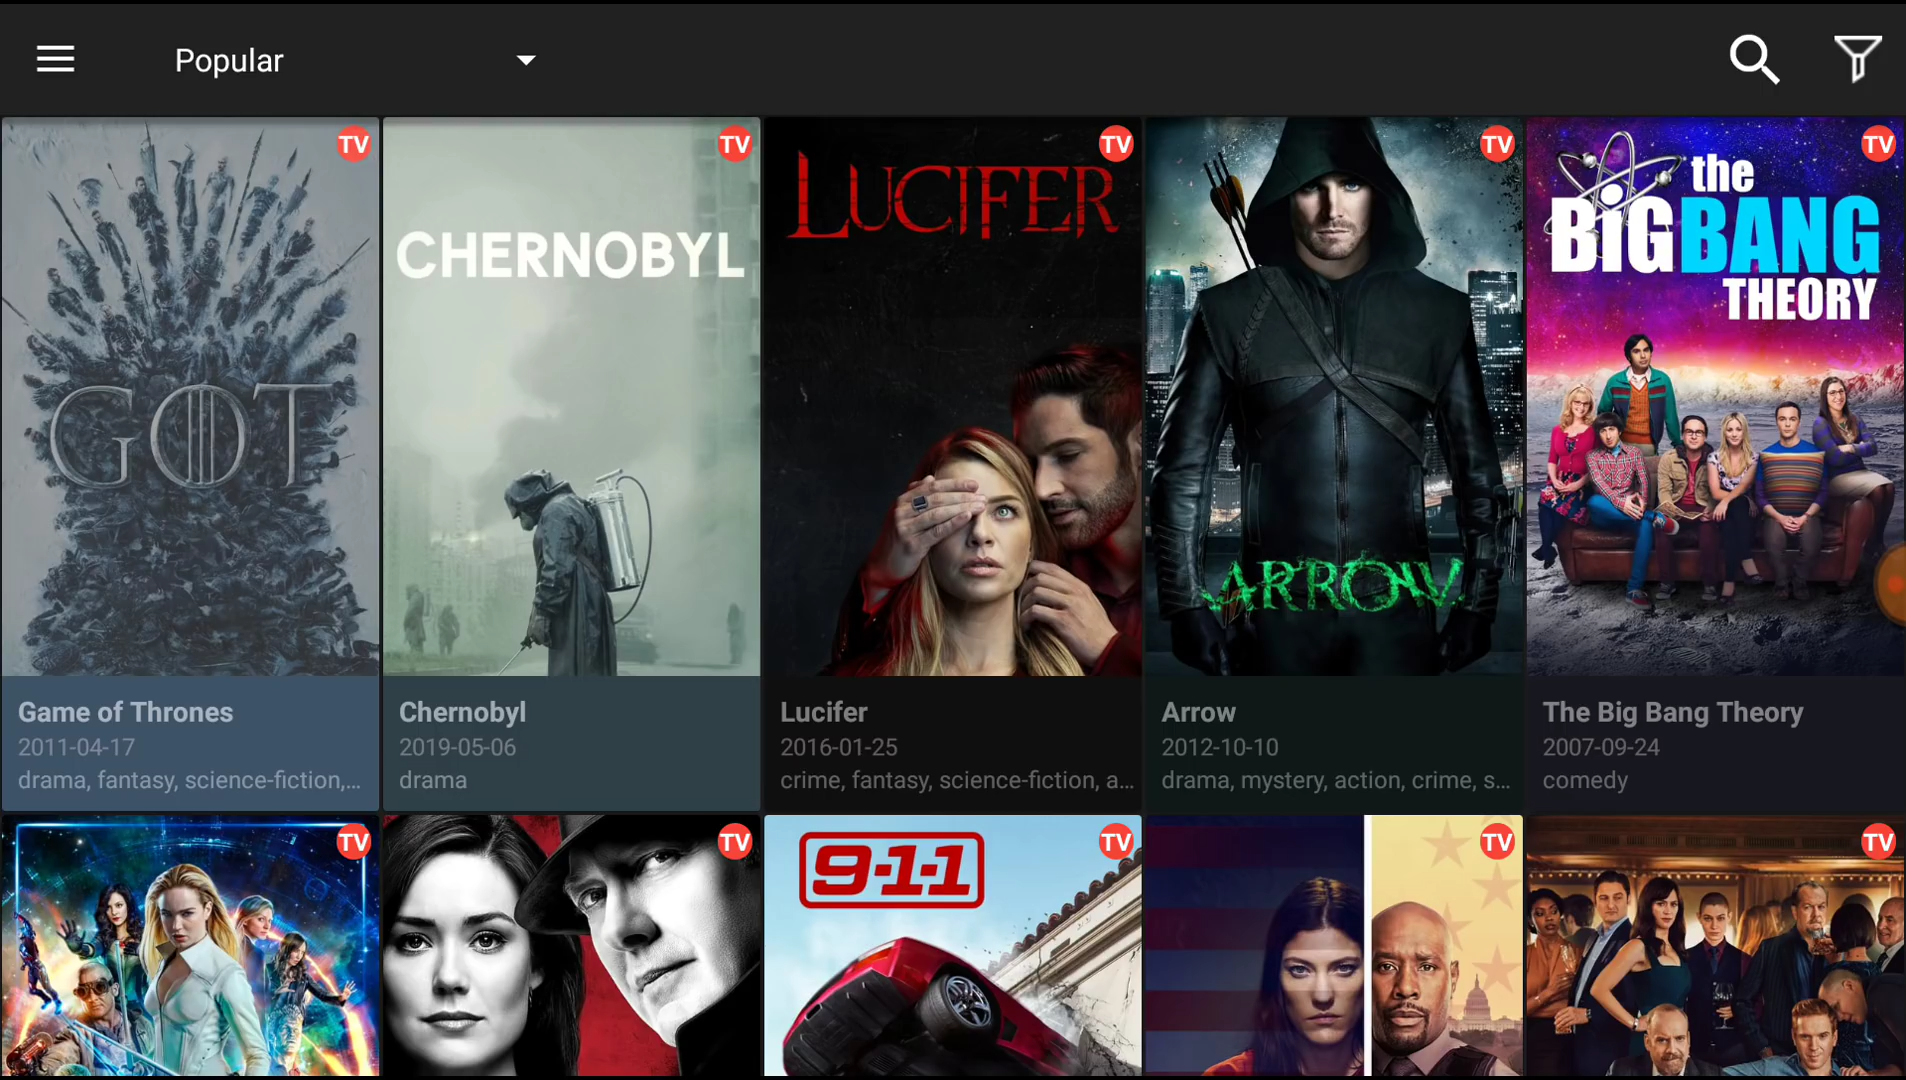 Popular
TV
TV
TV
TV
TV
GOT
CHERNOBYL
LUCIFER
ARROW
the
BIG BANG
THEORY
Game of Thrones
2011-04-17
drama, fantasy, science-fiction,...
Chernobyl
2019-05-06
drama
Lucifer
2016-01-25
crime, fantasy, science-fiction, a...
Arrow
2012-10-10
drama, mystery, action, crime, s...
The Big Bang Theory
2007-09-24
comedy
TV
TV
TV
TV
TV
9-1-1